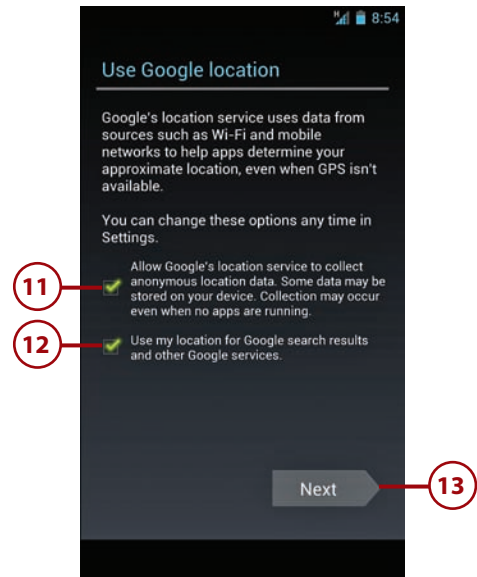 H 8:54
Use Google location
Google's location service uses data from
sources such as Wi-Fi and mobile
networks to help apps determine your
approximate location, even when GPS isn't
available.
You can change these options any time in
Settings.
Allow Google's location service to collect
anonymous location data. Some data may be
stored on your device. Collection may occur
even when no apps are running.
11
Use my location for Google search results
and other Google services.
12
Next
13